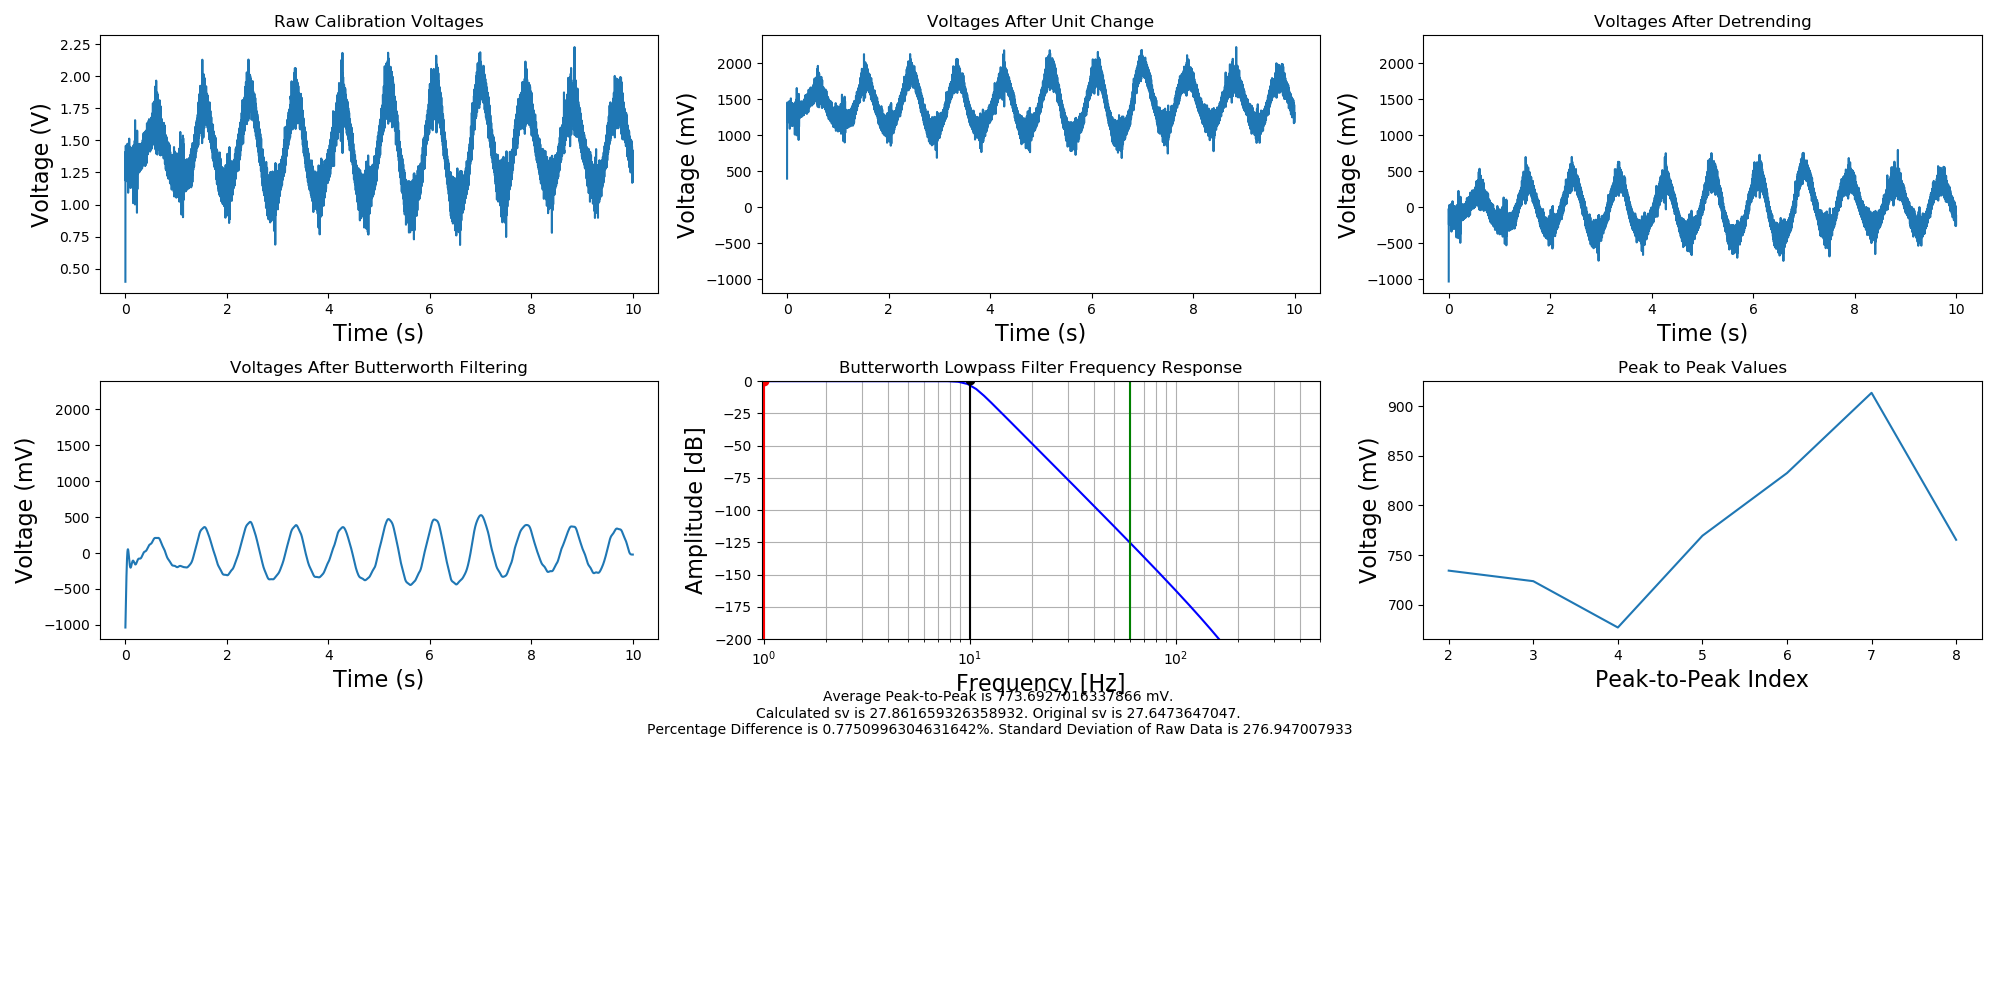 Raw Calibration Voltages
Voltage (V)
2.25
2.00
1.75
1.50
1.25
1.00
0.75
0.50
0 2 4 6 8 10
Time (s)
Voltages After Unit Change
Voltage (mV)
2000
1500
1000
500
0
−500
−1000
0 2 4 6 8 10
Time (s)
Voltages After Detrending
Voltage (mV)
2000
1500
1000
500
0
−500
−1000
0 2 4 6 8 10
Time (s)
Voltages After Butterworth Filtering
Voltage (mV)
2000
1500
1000
500
0
−500
−1000
0 2 4 6 8 10
Time (s)
Butterworth Lowpass Filter Frequency Response
Amplitude [dB]
0
−25
−50
−75
−100
−125
−150
−175
−200
10⁰ 10¹ 10²
Frequency [Hz]
Peak to Peak Values
Voltage (mV)
900
850
800
750
700
2 3 4 5 6 7 8
Peak-to-Peak Index
Average Peak-to-Peak is 773.6927016337866 mV.
Calculated sv is 27.861659326358932. Original sv is 27.6473647047.
Percentage Difference is 0.7750996304631642%. Standard Deviation of Raw Data is 276.947007933